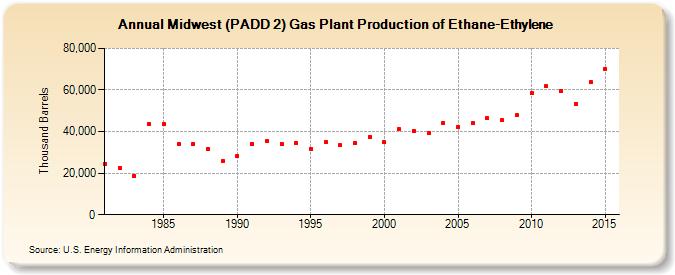 Annual Midwest (PADD 2) Gas Plant Production of Ethane-Ethylene
Thousand Barrels
80,000
60,000
40,000
20,000
0
1985 1990 1995 2000 2005 2010 2015
Source: U.S. Energy Information Administration